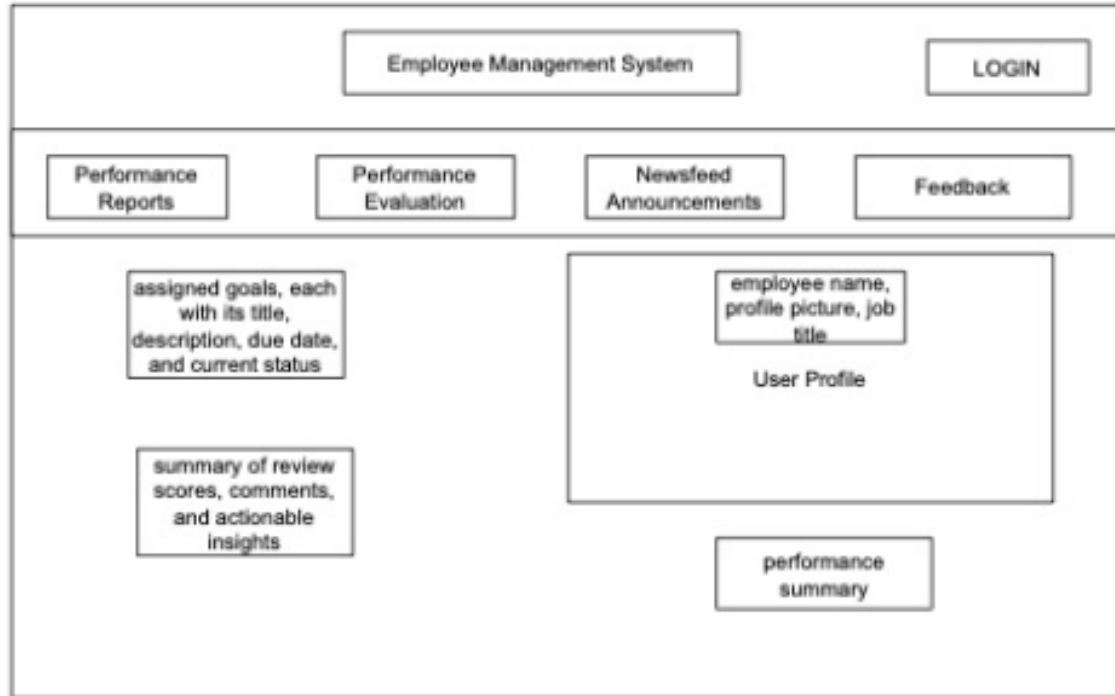 Employee Management System
LOGIN
Performance
Reports
Performance
Evaluation
Newsfeed
Announcements
Feedback
assigned goals, each
with its title,
description, due date,
and current status
summary of review
scores, comments,
and actionable
insights
employee name,
profile picture, job
title
User Profile
performance
summary